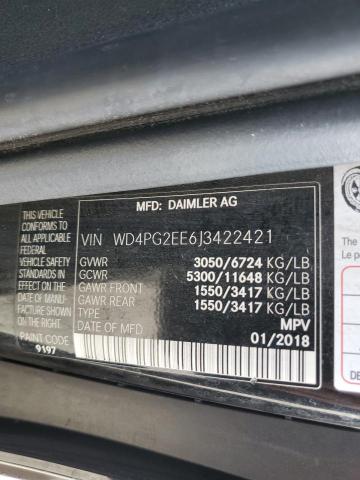 MFD: DAIMLER AG
THIS VEHICLE
CONFORMS TO
ALL APPLICABLE
FEDERAL
STANDARDS IN
EFFECT ON THE
DATE OF MANU-
FACTURE SHOWN
ON THE RIGHT.
PAINT CODE
9197
VIN WD4PG2EE6J3422421
GVWR 3050/6724 KG/LB
GCWR 5300/11648 KG/LB
GAWR FRONT 1550/3417 KG/LB
GAWR REAR 1550/3417 KG/LB
TYPE MPV
DATE OF MFD 01/2018